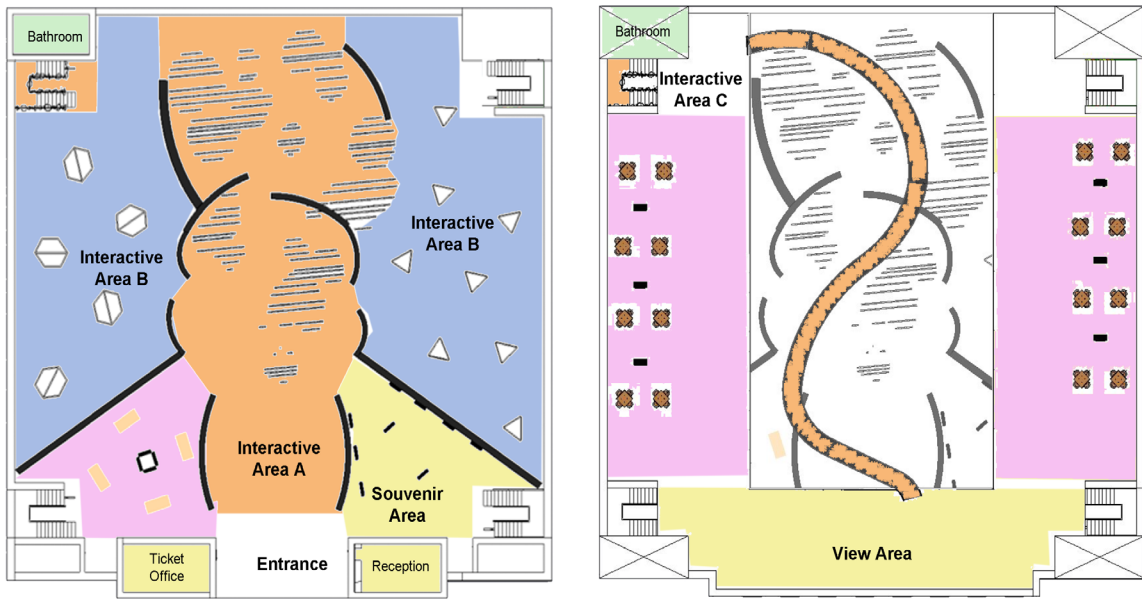 Bathroom
Interactive
Area B
Interactive
Area B
Interactive
Area A
Souvenir
Area
Ticket
Office
Entrance
Reception
Bathroom
Interactive
Area C
View Area